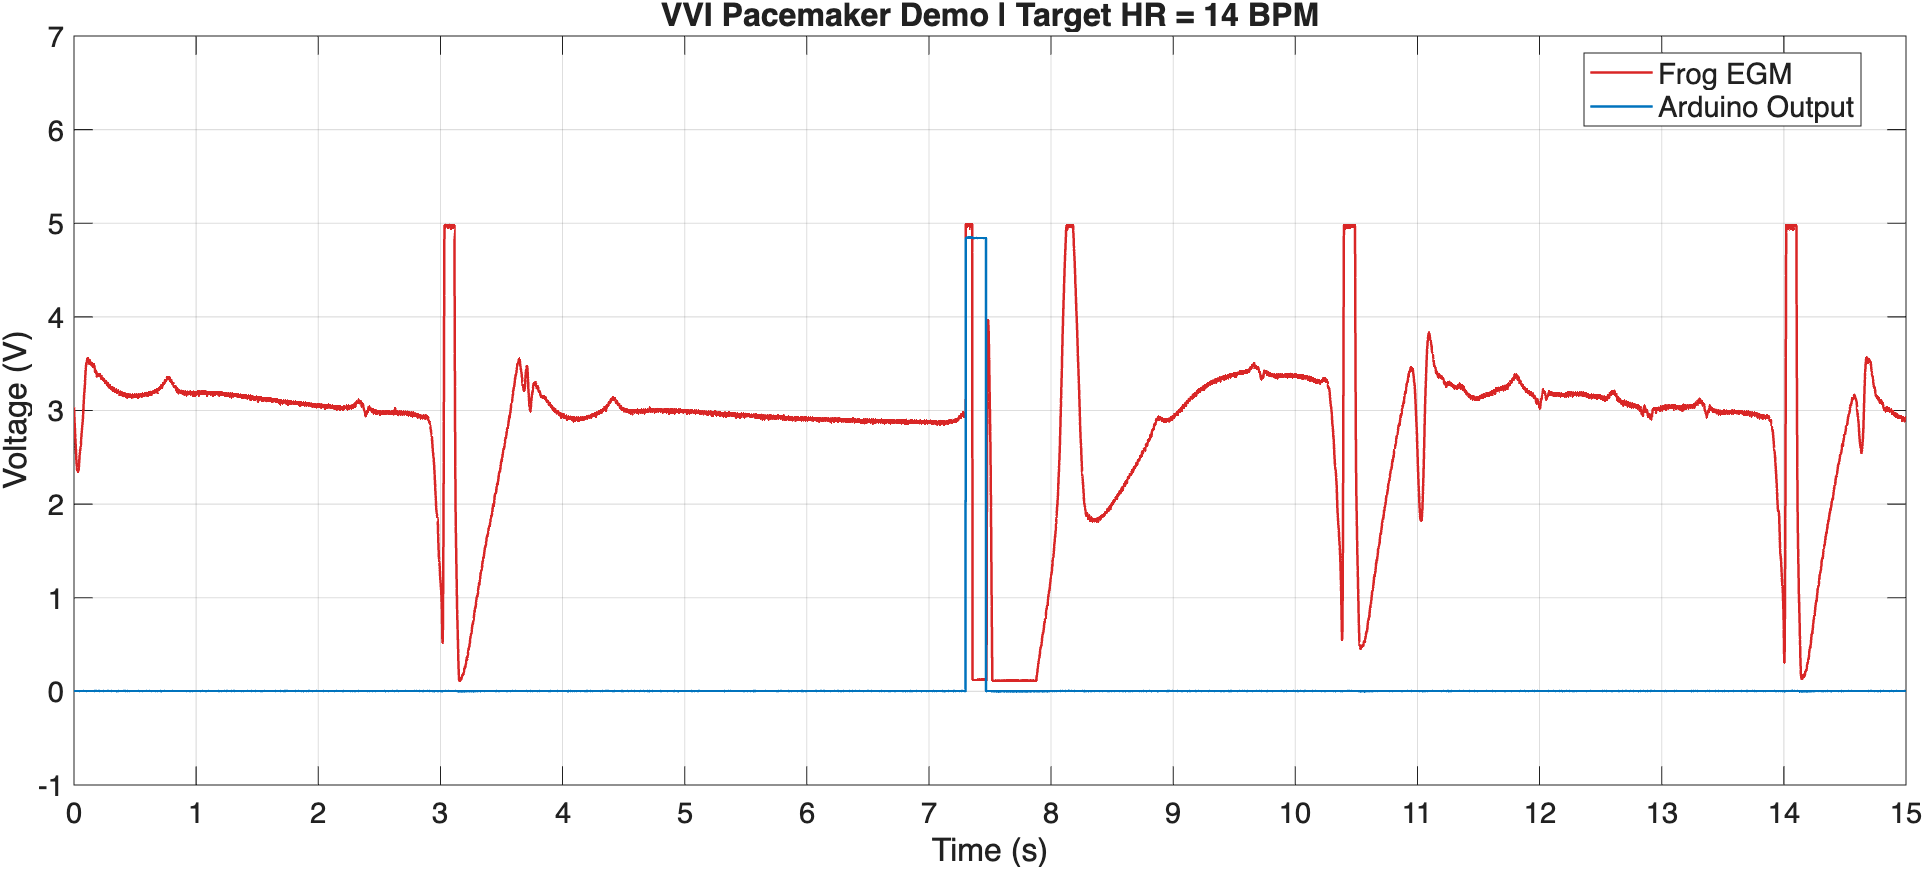 VVI Pacemaker Demo | Target HR = 14 BPM
Frog EGM
Arduino Output
Voltage (V)
7
6
5
4
3
2
1
0
-1
0 1 2 3 4 5 6 7 8 9 10 11 12 13 14 15
Time (s)